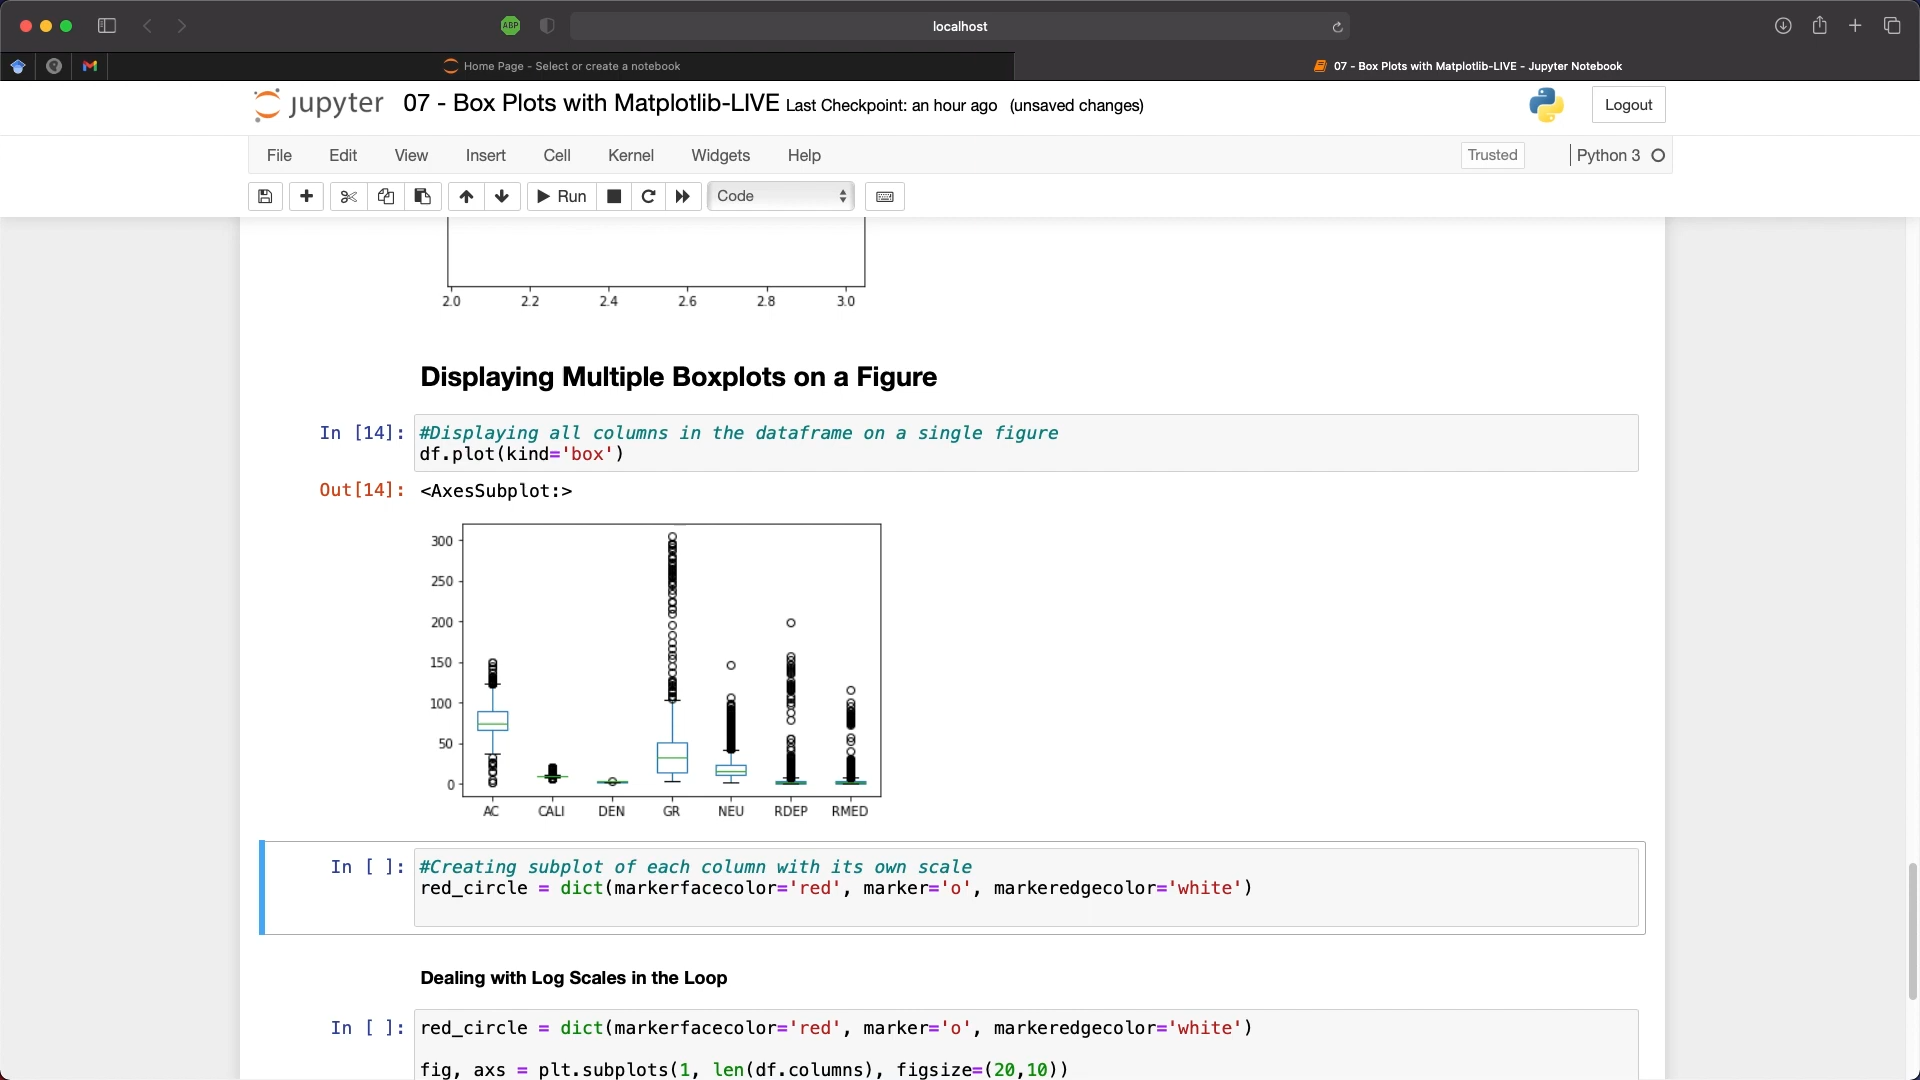 ABP
localhost
Home Page - Select or create a notebook
07 - Box Plots with Matplotlib-LIVE - Jupyter Notebook
jupyter 07 - Box Plots with Matplotlib-LIVE Last Checkpoint: an hour ago (unsaved changes)
Logout
File Edit View Insert Cell Kernel Widgets Help
Trusted
Python 3
Run
Code
2.0 2.2 2.4 2.6 2.8 3.0
Displaying Multiple Boxplots on a Figure
In [14]: #Displaying all columns in the dataframe on a single figure
df.plot(kind='box')
Out[14]: <AxesSubplot:>
300
250
200
150
100
50
0
AC CALI DEN GR NEU RDEP RMED
In [ ]: #Creating subplot of each column with its own scale
red_circle = dict(markerfacecolor='red', marker='o', markeredgecolor='white')
Dealing with Log Scales in the Loop
In [ ]: red_circle = dict(markerfacecolor='red', marker='o', markeredgecolor='white')
fig, axs = plt.subplots(1, len(df.columns), figsize=(20,10))